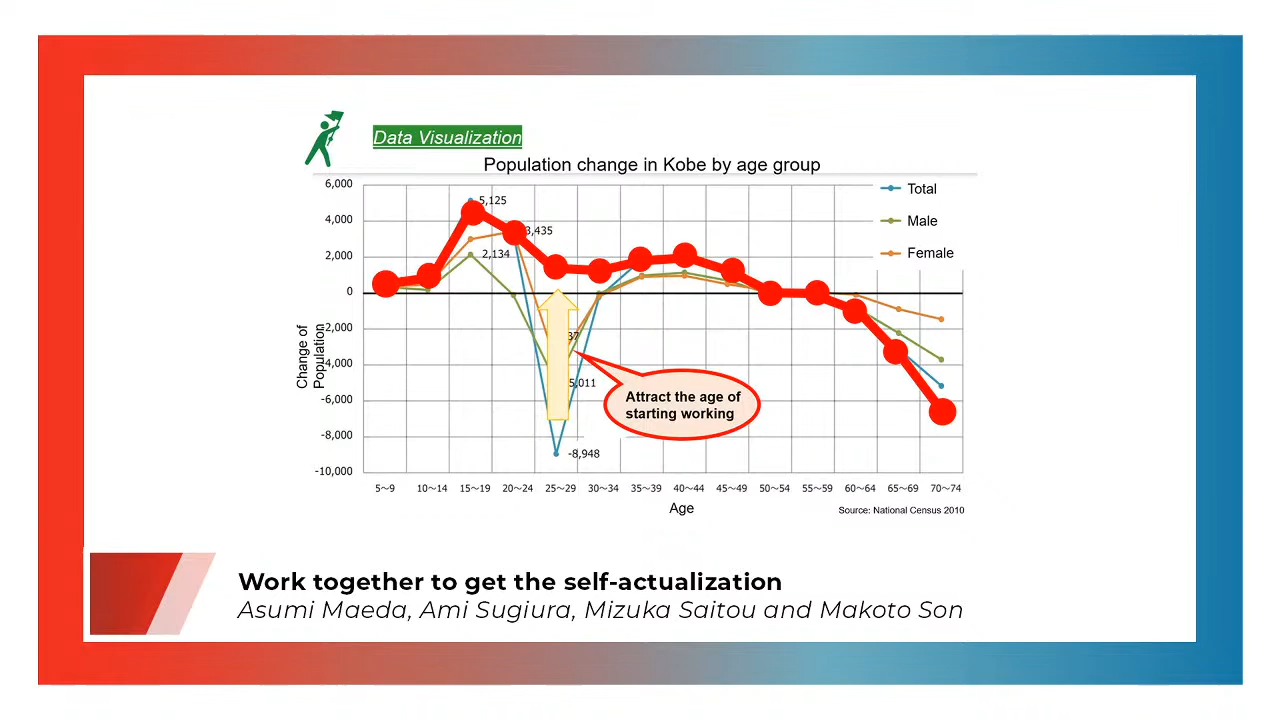 Data Visualization
Population change in Kobe by age group
6,000
4,000
2,000
0
2,000
4,000
-6,000
-8,000
-10,000
Change of
Population
5,125
3,435
2,134
37
5,011
-8,948
Total
Male
Female
Attract the age of
starting working
5～9 10～14 15～19 20～24 25～29 30～34 35～39 40～44 45～49 50～54 55～59 60～64 65～69 70～74
Age
Source: National Census 2010
Work together to get the self-actualization
Asumi Maeda, Ami Sugiura, Mizuka Saitou and Makoto Son